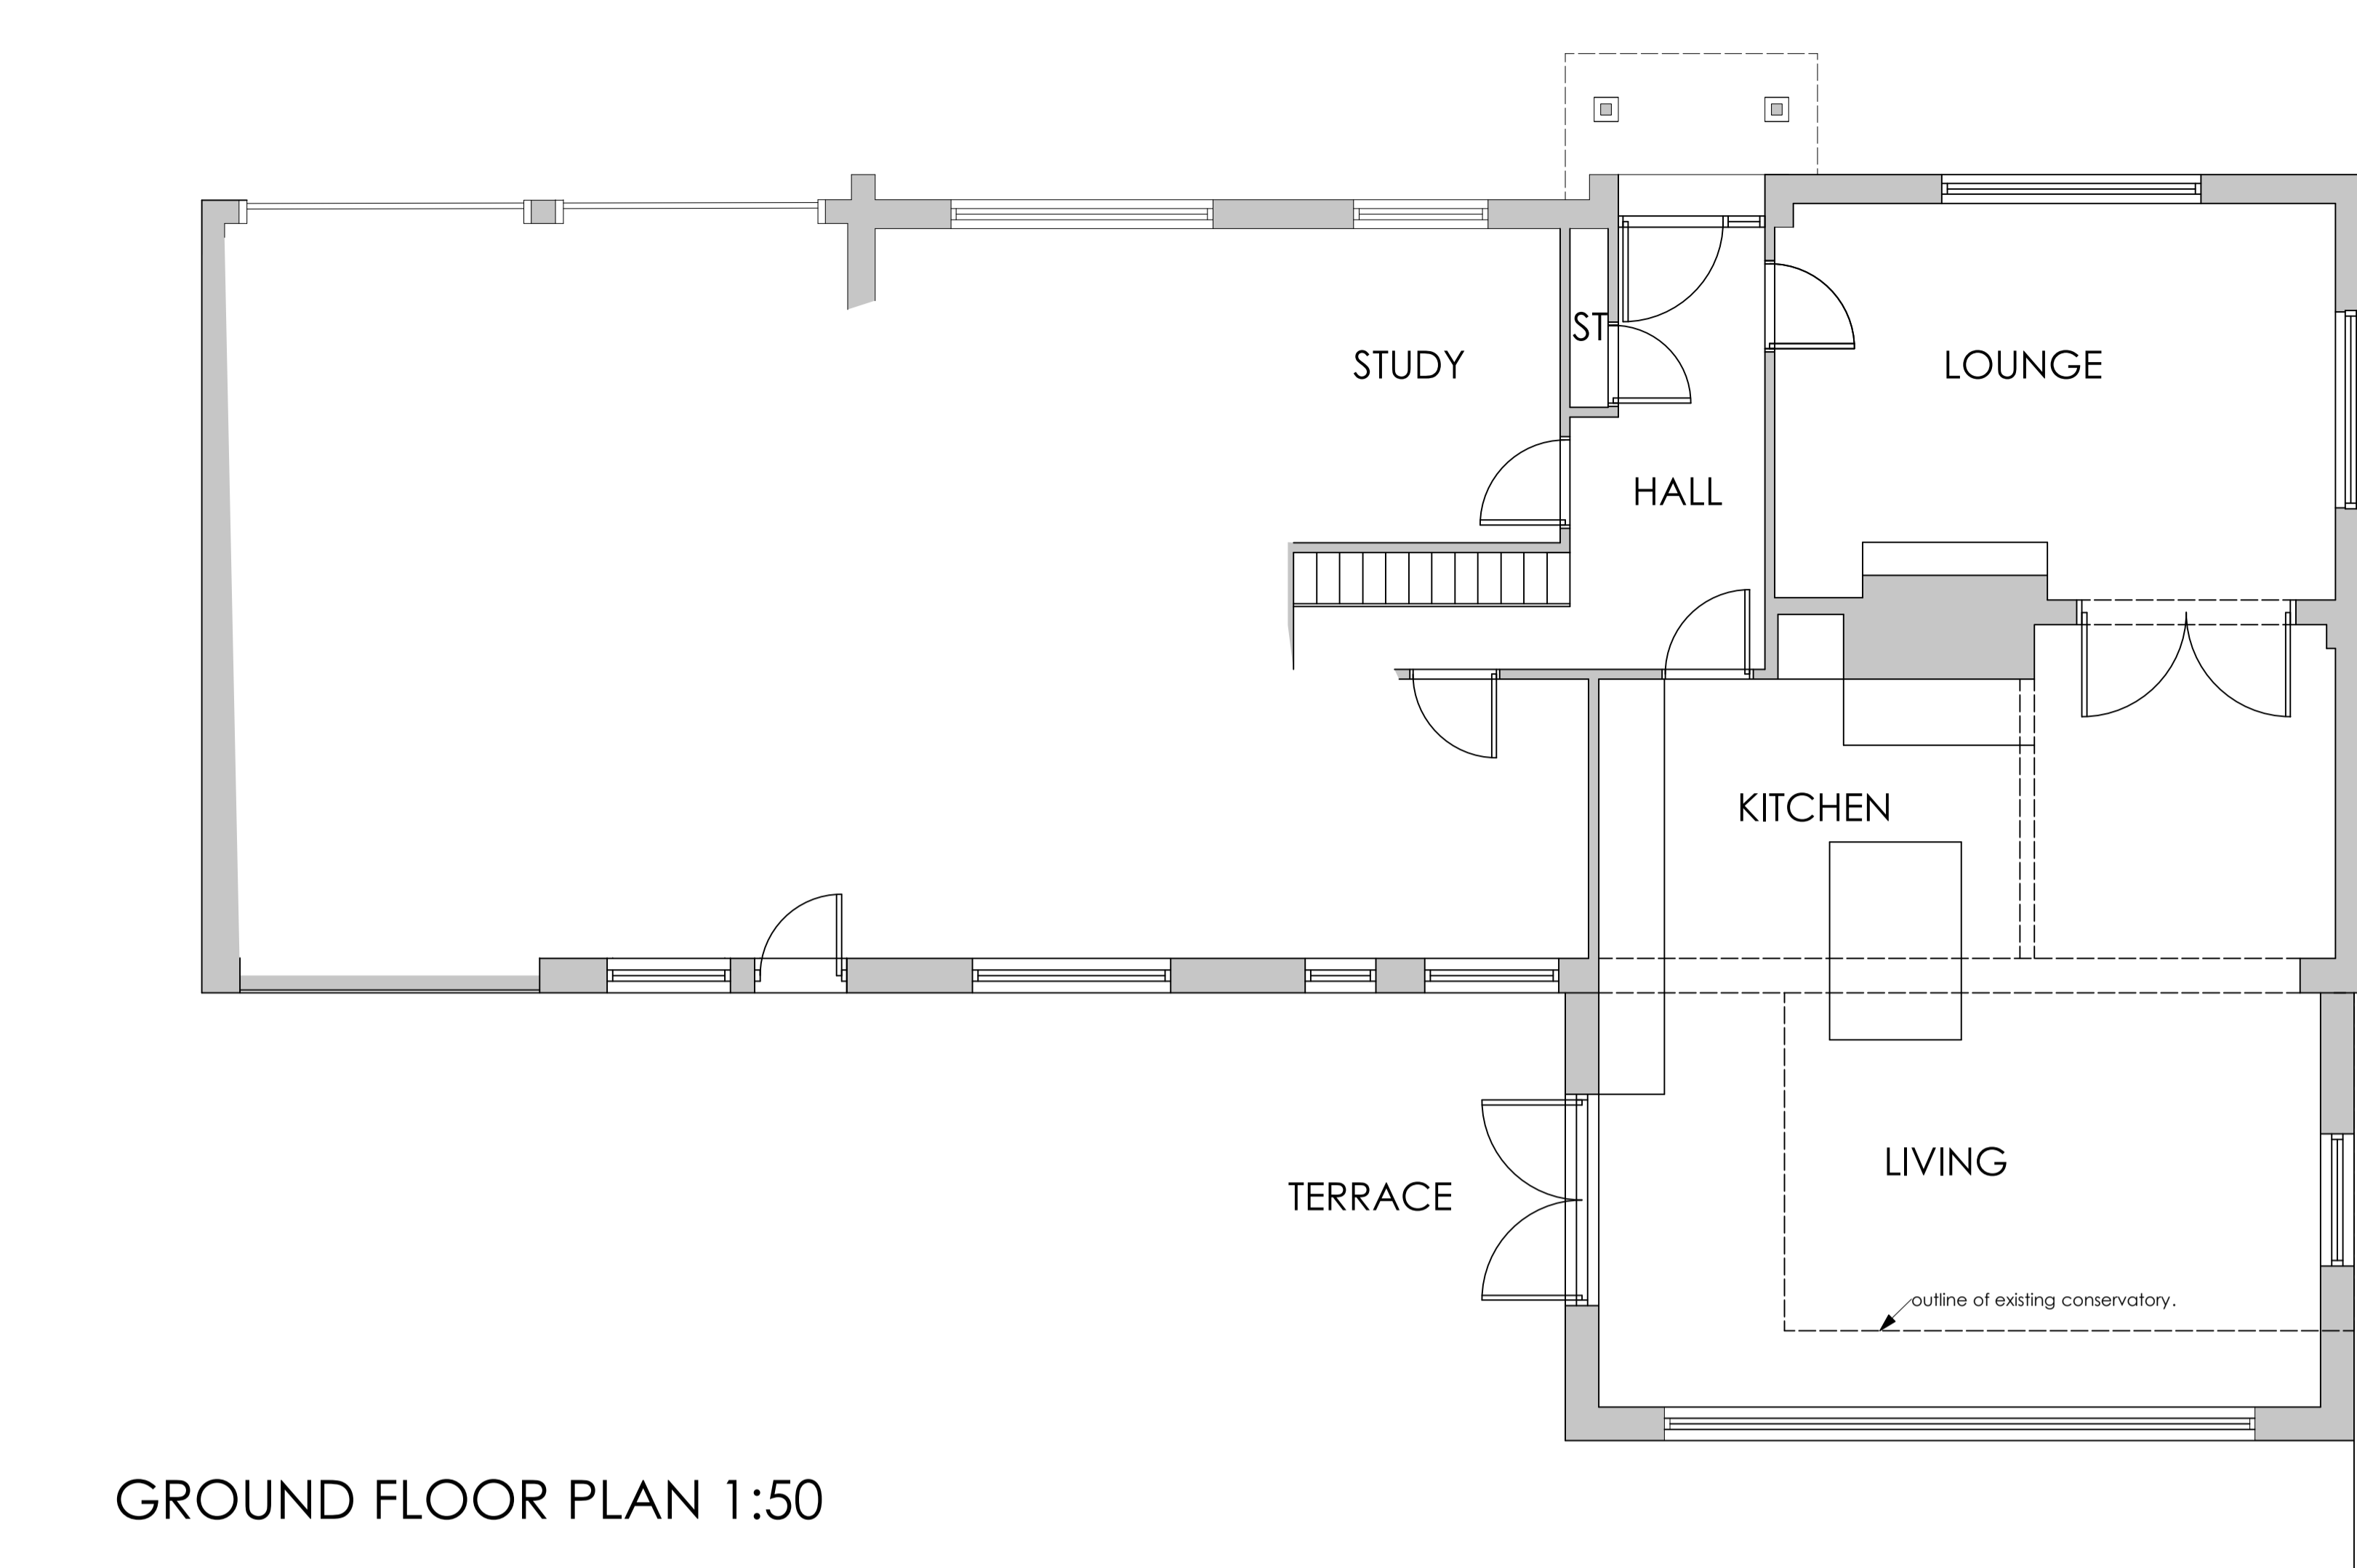 ST
STUDY
LOUNGE
HALL
KITCHEN
LIVING
TERRACE
outline of existing conservatory.
GROUND FLOOR PLAN 1:50